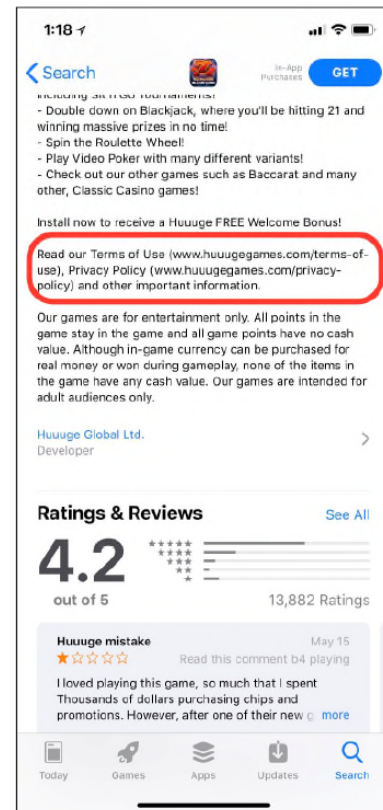 1:18
Search
In-App
Purchases
GET
including Sit n Go Tournaments!
- Double down on Blackjack, where you'll be hitting 21 and
winning massive prizes in no time!
- Spin the Roulette Wheel!
- Play Video Poker with many different variants!
- Check out our other games such as Baccarat and many
other, Classic Casino games!
Install now to receive a Huuuge FREE Welcome Bonus!
Read our Terms of Use (www.huuugegames.com/terms-of-
use), Privacy Policy (www.huuugegames.com/privacy-
policy) and other important information.
Our games are for entertainment only. All points in the
game stay in the game and all game points have no cash
value. Although in-game currency can be purchased for
real money or won during gameplay, none of the items in
the game have any cash value. Our games are intended for
adult audiences only.
Huuuge Global Ltd.
Developer
Ratings & Reviews
See All
4.2
out of 5
13,882 Ratings
Huuuge mistake
May 15
Read this comment b4 playing
I loved playing this game, so much that I spent
Thousands of dollars purchasing chips and
promotions. However, after one of their new g more
Today
Games
Apps
Updates
Search